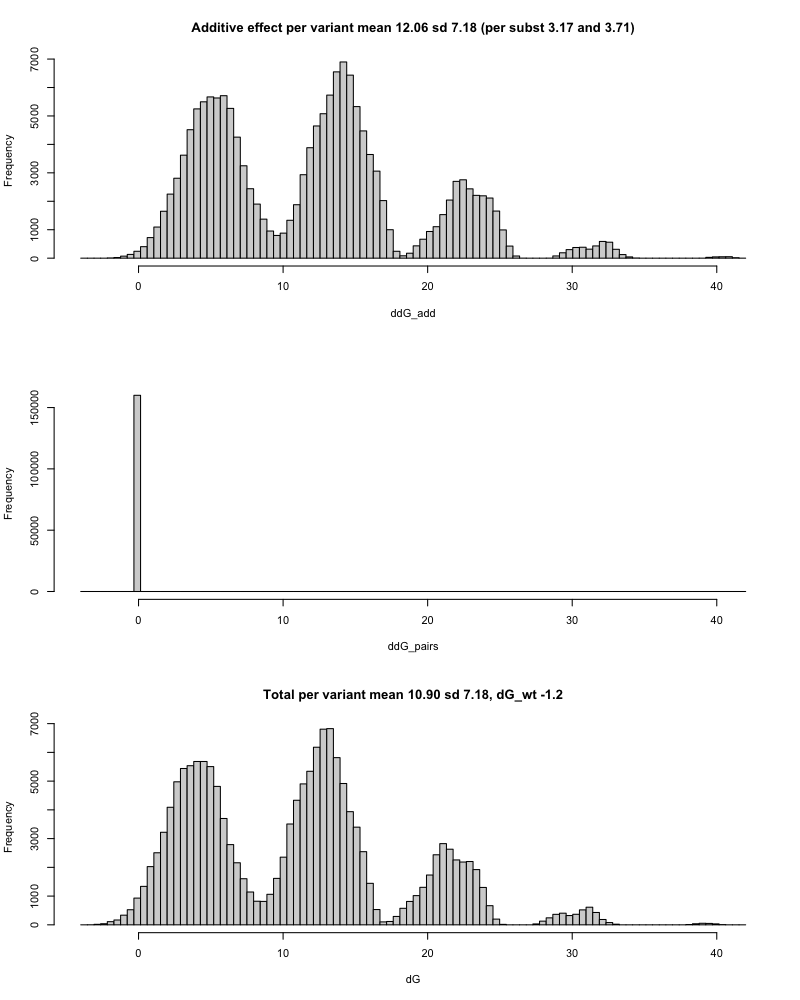 Additive effect per variant mean 12.06 sd 7.18 (per subst 3.17 and 3.71)
Frequency
7000
5000
3000
1000
0
0 10 20 30 40
ddG_add
Frequency
150000
100000
50000
0
0 10 20 30 40
ddG_pairs
Total per variant mean 10.90 sd 7.18, dG_wt -1.2
Frequency
7000
5000
3000
1000
0
0 10 20 30 40
dG